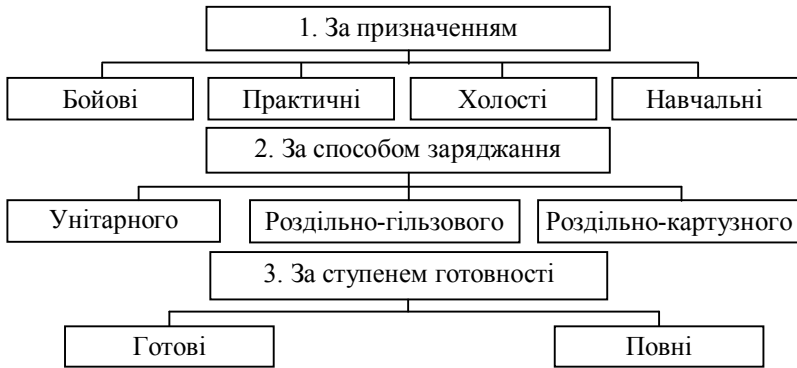 1. За призначенням
Бойові Практичні Холості Навчальні
2. За способом заряджання
Унітарного Роздільно-гільзового Роздільно-картузного
3. За ступенем готовності
Готові Повні